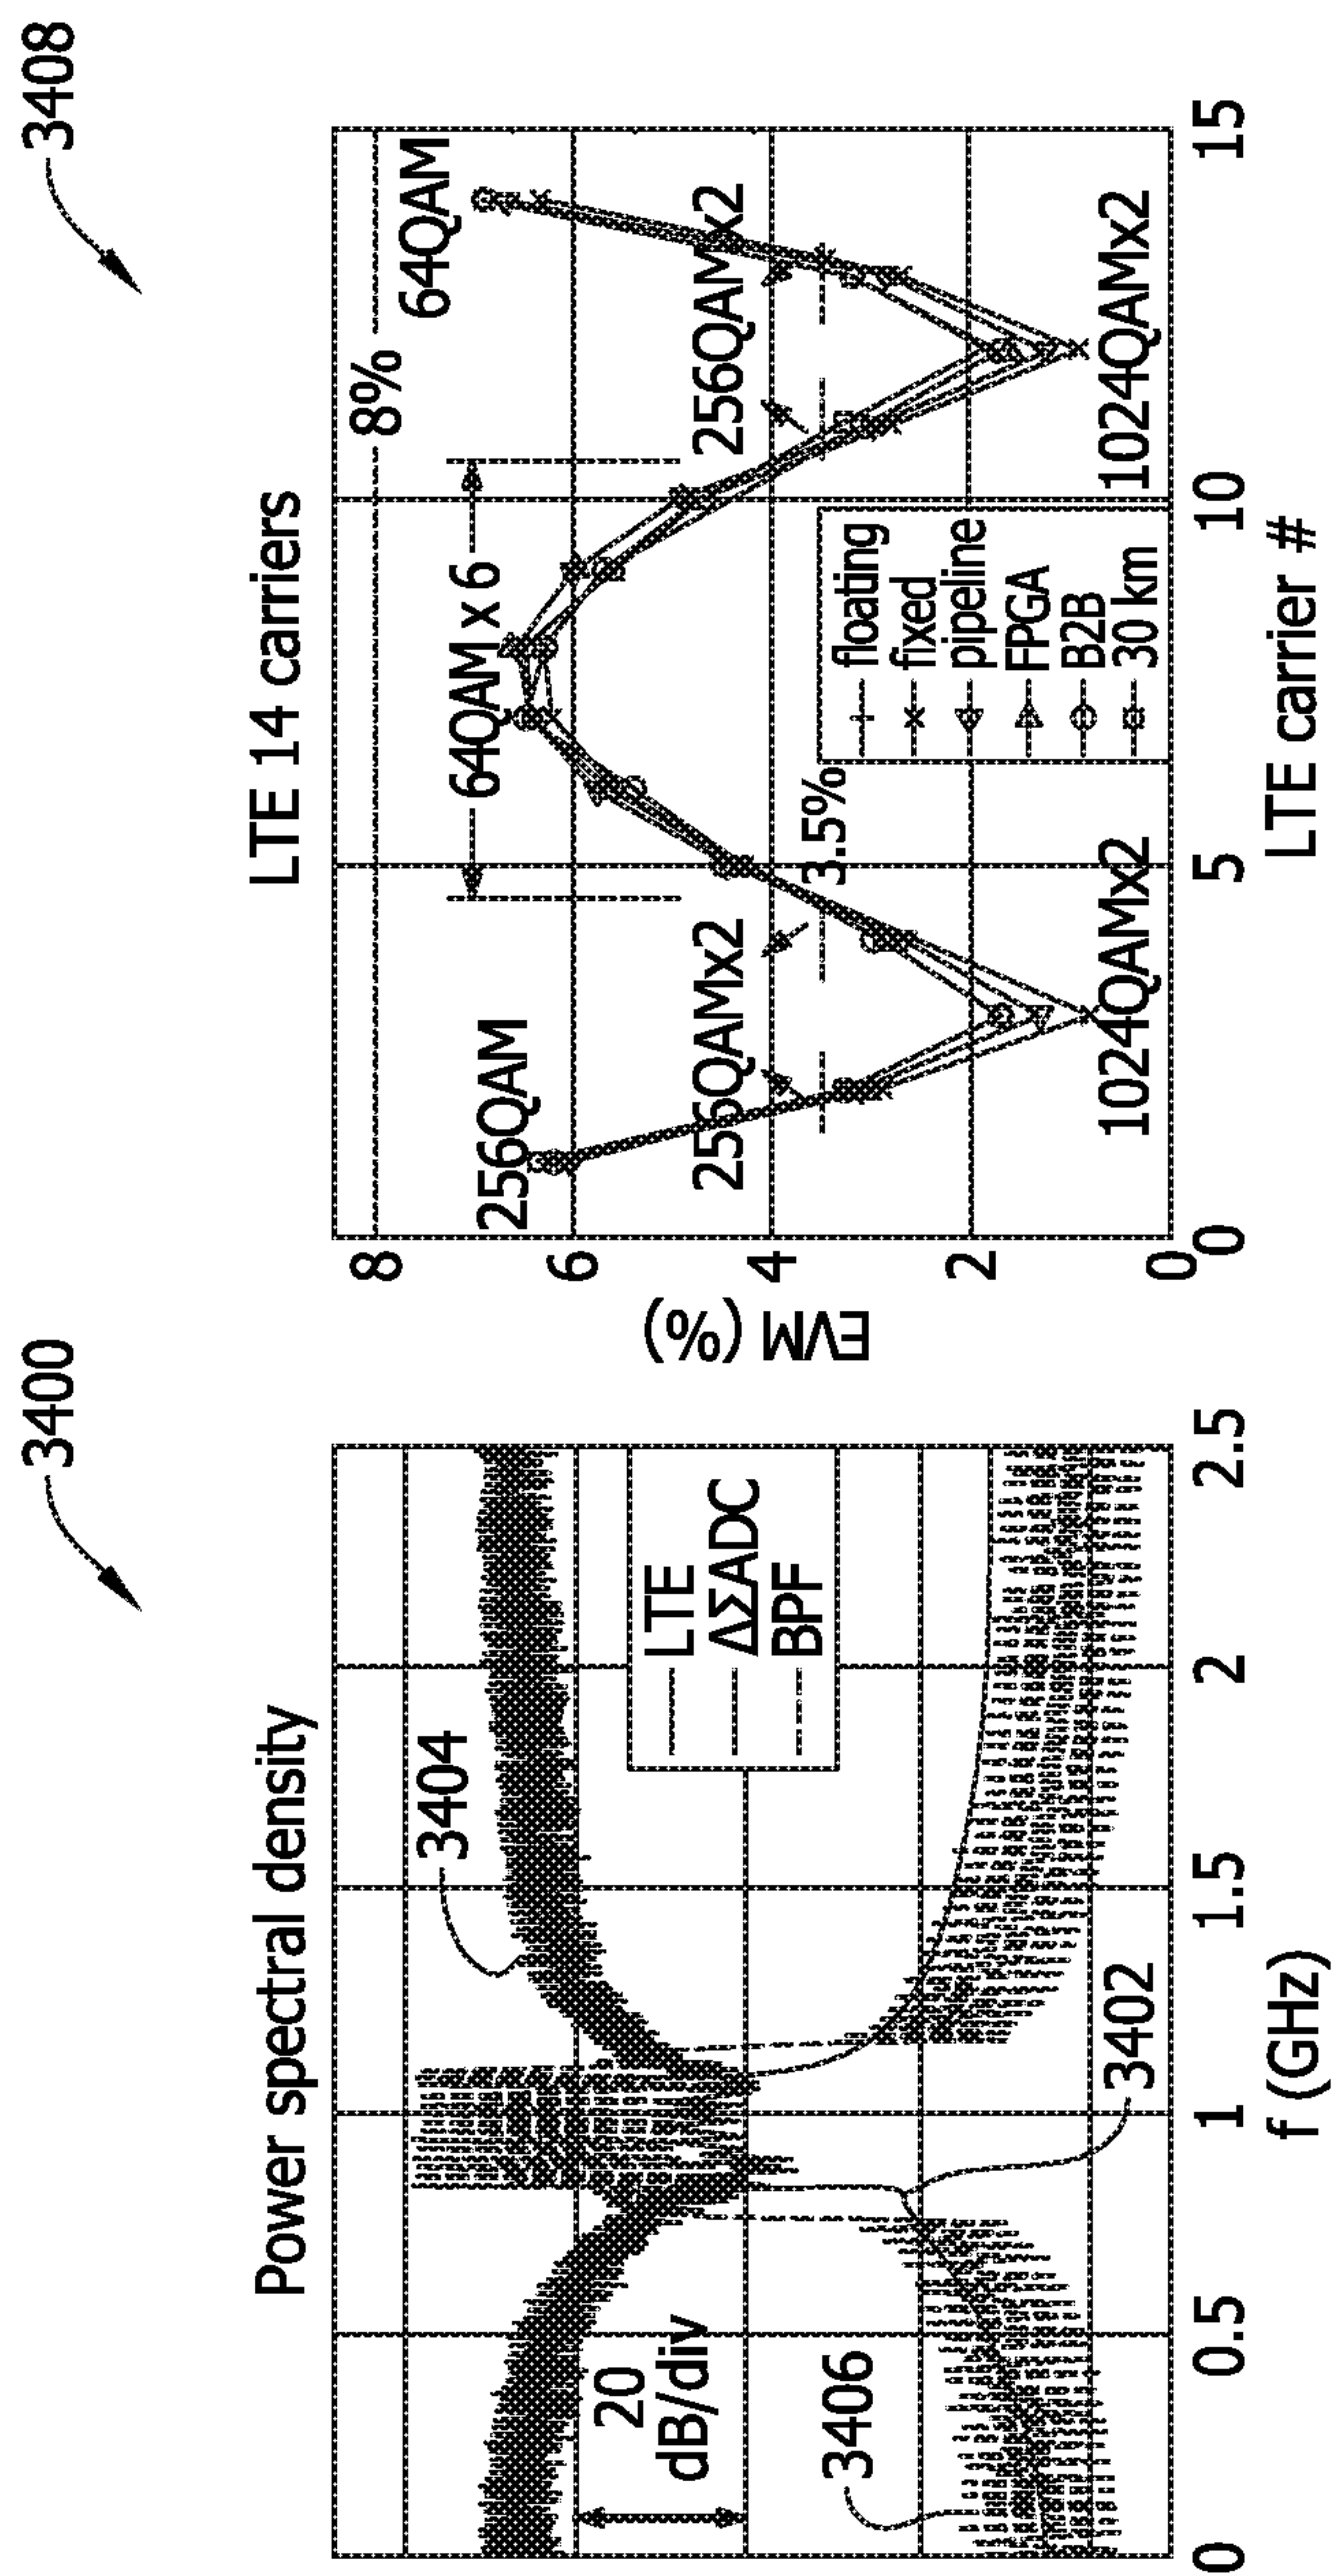 3400
Power spectral density
3404
20
dB/div
3406
LTE
ΔΣADC
BPF
3402
0
0.5
1
1.5
2
2.5
f (GHz)
3408
LTE 14 carriers
8%
256QAM
64QAM x 6
64QAM
256QAMx2
256QAMx2
3.5%
floating
fixed
pipeline
FPGA
B2B
30 km
1024QAMx2
1024QAMx2
EVM (%)
8
6
4
2
0
0
5
10
15
LTE carrier #